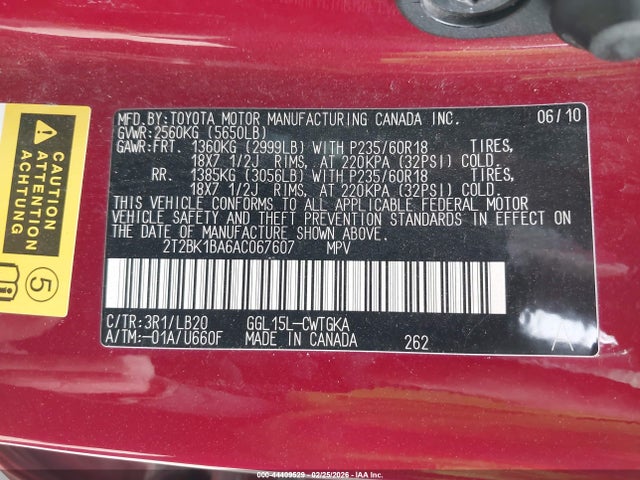 MFD.BY:TOYOTA MOTOR MANUFACTURING CANADA INC. 06/10
GVWR:2560KG (5650LB)
GAWR:FRT. 1360KG (2999LB) WITH P235/60R18 TIRES,
18X7 1/2J RIMS, AT 220KPA (32PSI) COLD.
RR. 1385KG (3056LB) WITH P235/60R18 TIRES,
18X7 1/2J RIMS, AT 220KPA (32PSI) COLD.
THIS VEHICLE CONFORMS TO ALL APPLICABLE FEDERAL MOTOR
VEHICLE SAFETY AND THEFT PREVENTION STANDARDS IN EFFECT ON
THE DATE OF MANUFACTURE SHOWN ABOVE.
2T2BK1BA6AC067607 MPV
C/TR:3R1/LB20 GGL15L-CWTGKA
A/TM:-01A/U660F MADE IN CANADA 262 A
CAUTION
ATTENTION
ACHTUNG
5
000-44409529 - 02/25/2026 - IAA Inc.